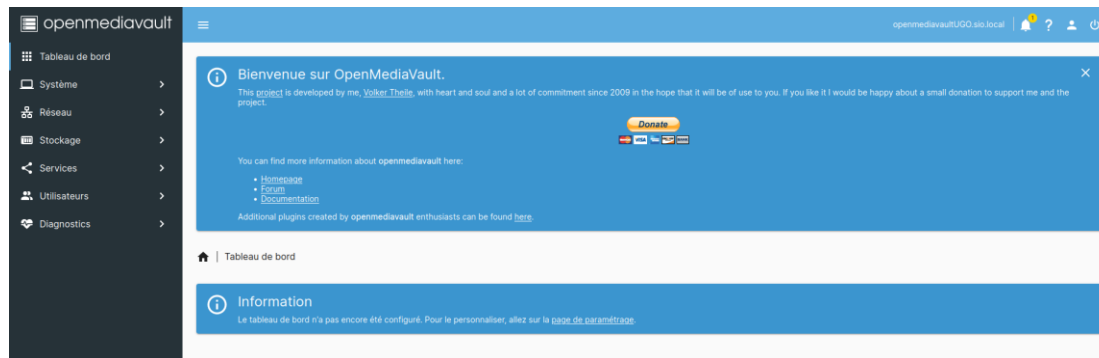 openmediavault
openmediavaultUGO.sio.local
Tableau de bord
Système
Réseau
Stockage
Services
Utilisateurs
Diagnostics
Bienvenue sur OpenMediaVault.
This project is developed by me, Volker Theile, with heart and soul and a lot of commitment since 2009 in the hope that it will be of use to you. If you like it I would be happy about a small donation to support me and the
project.
Donate
VISA
You can find more information about openmediavault here:
• Homepage
• Forum
• Documentation
Additional plugins created by openmediavault enthusiasts can be found here.
Tableau de bord
Information
Le tableau de bord n'a pas encore été configuré. Pour le personnaliser, allez sur la page de paramétrage.